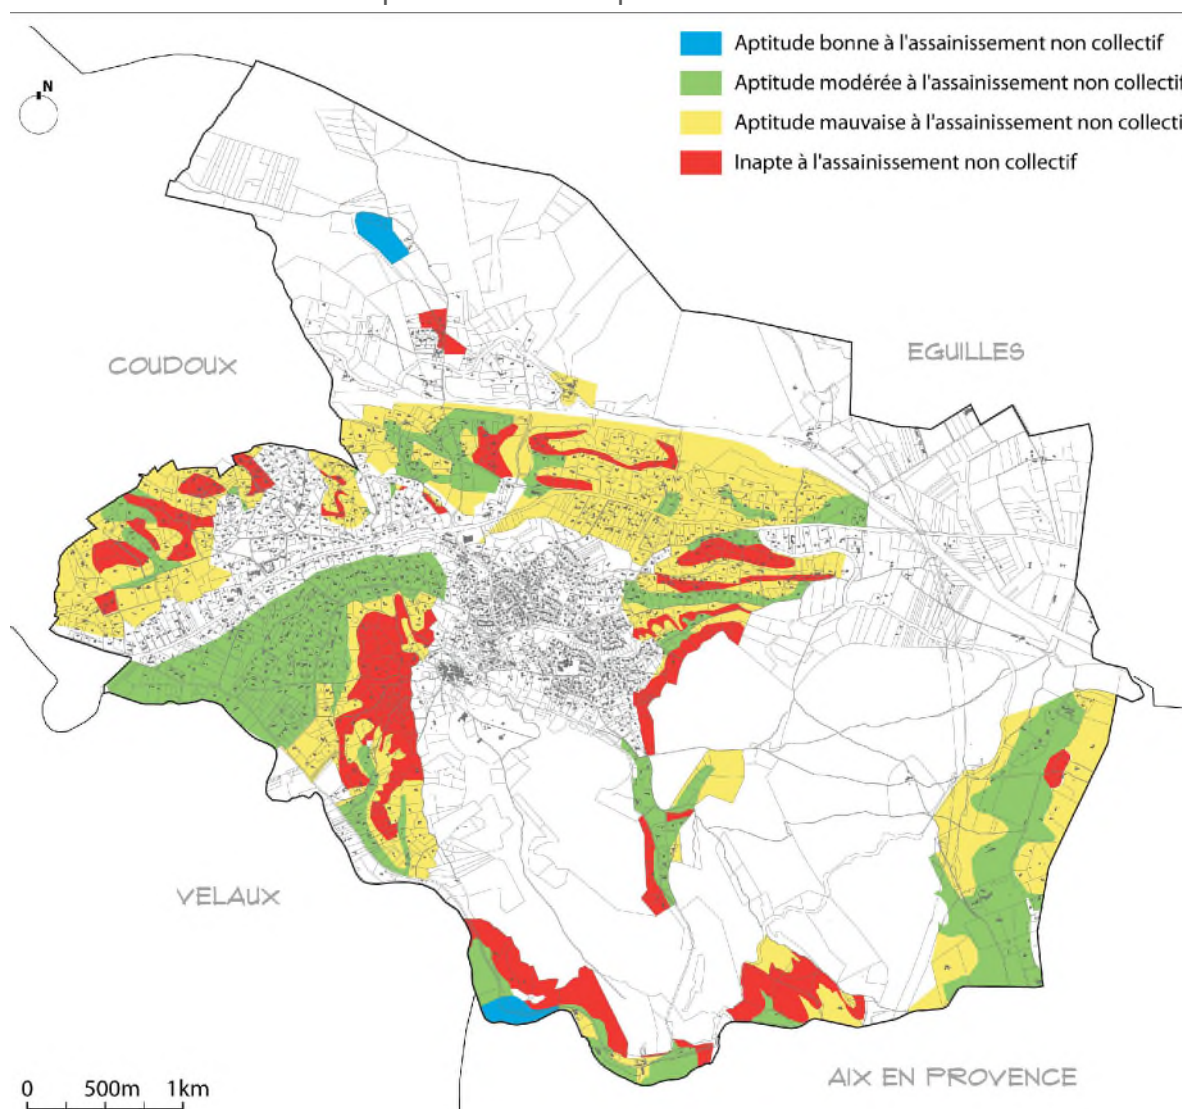 Aptitude bonne à l'assainissement non collectif
Aptitude modérée à l'assainissement non collectif
Aptitude mauvaise à l'assainissement non collecti
Inapte à l'assainissement non collectif
N
COUDOUX
EGUILLES
VELAUX
AIX EN PROVENCE
0 500m 1km